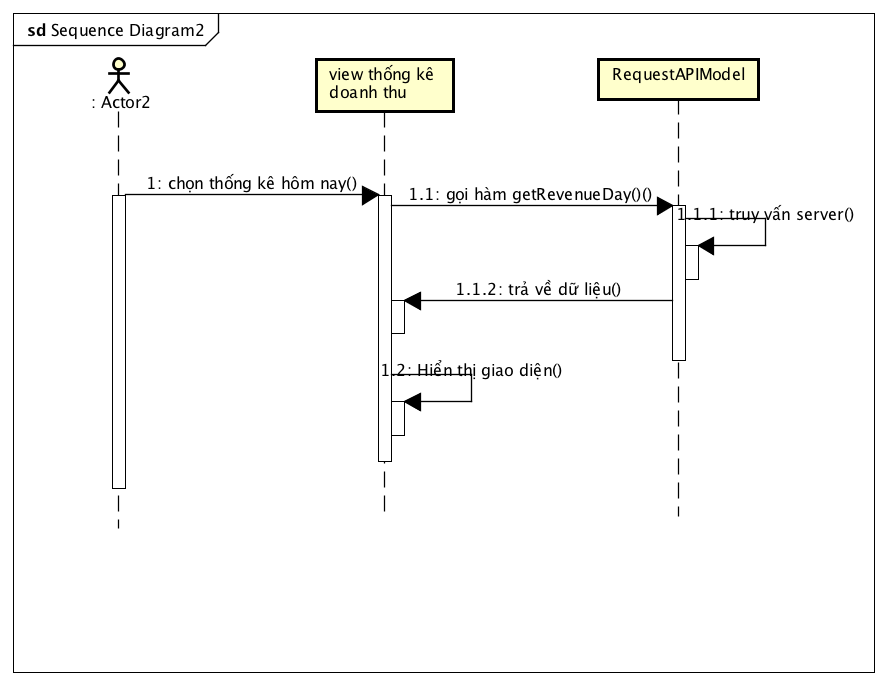 sd Sequence Diagram2
: Actor2
view thống kê
doanh thu
RequestAPIModel
1: chọn thống kê hôm nay()
1.1: gọi hàm getRevenueDay()()
1.1.1: truy vấn server()
1.1.2: trả về dữ liệu()
1.2: Hiển thị giao diện()